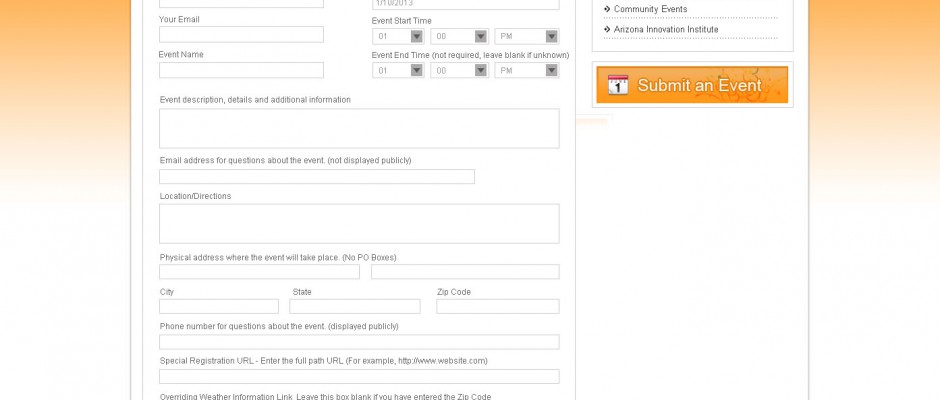 1/10/2013
Your Email
Event Start Time
01 00 PM
Event Name
Event End Time (not required, leave blank if unknown)
01 00 PM
Event description, details and additional information
Email address for questions about the event. (not displayed publicly)
Location/Directions
Physical address where the event will take place. (No PO Boxes)
City State Zip Code
Phone number for questions about the event. (displayed publicly)
Special Registration URL - Enter the full path URL (For example, http://www.website.com)
Overriding Weather Information Link Leave this box blank if you have entered the Zip Code
Community Events
Arizona Innovation Institute
1 Submit an Event